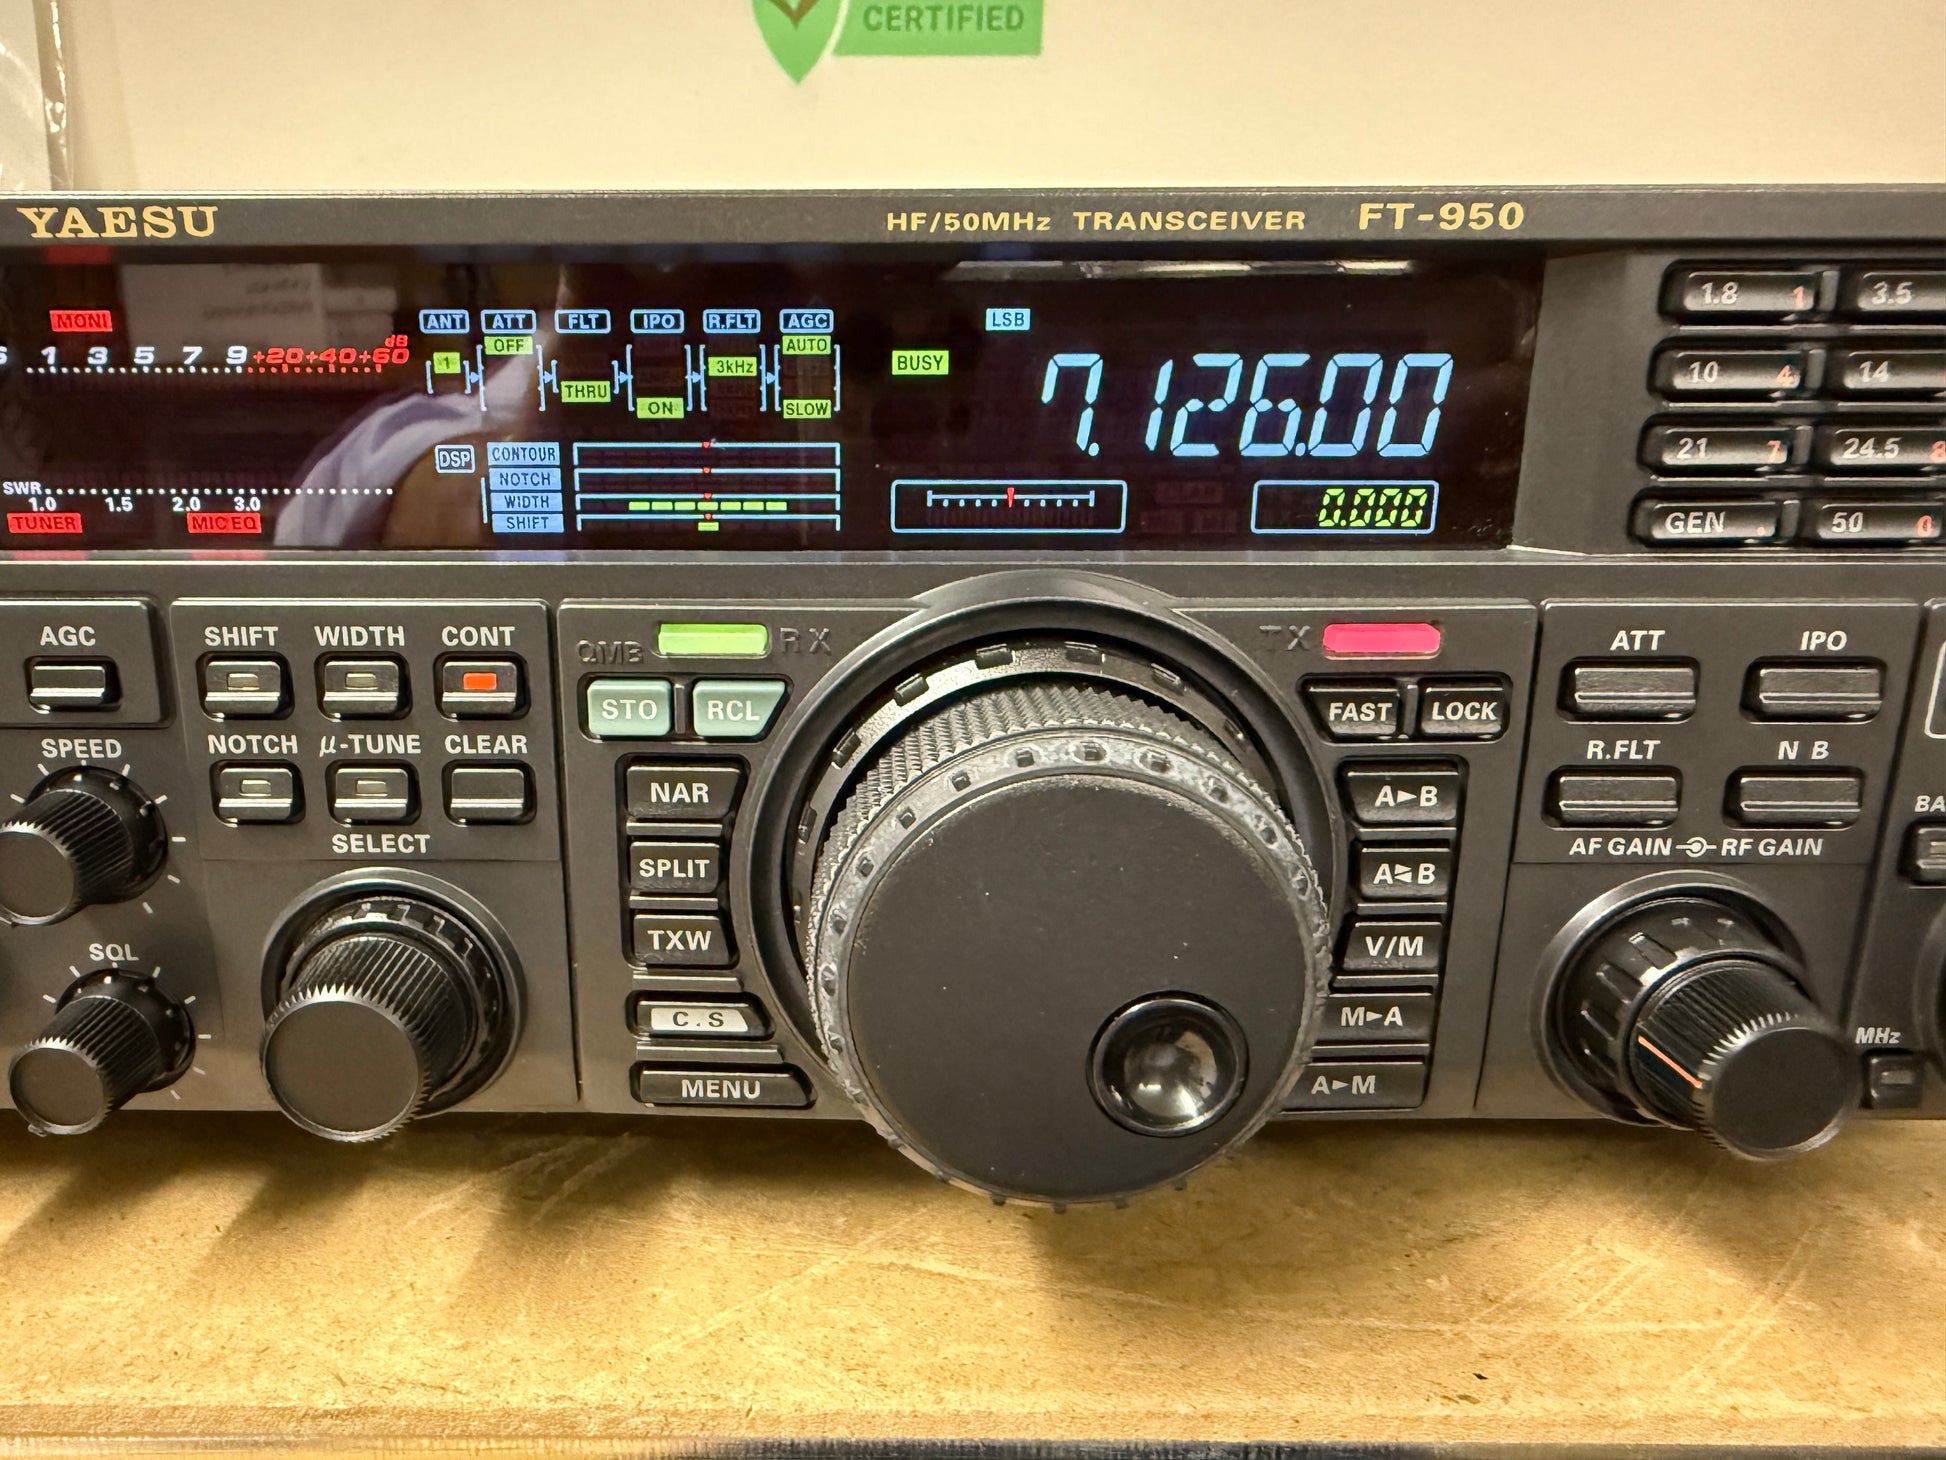 CERTIFIED
YAESU
HF/50MHz TRANSCEIVER FT-950
MONI
S 1 3 5 7 9 +20 +40 +60 dB
ANT ATT FLT IPO R.FLT AGC
1 OFF THRU ON 3kHz AUTO SLOW
LSB
BUSY
7.126.00
DSP
CONTOUR
NOTCH
WIDTH
SHIFT
0.000
SWR
1.0 1.5 2.0 3.0
TUNER MIC EQ
1.8 1 3.5
10 4 14
21 7 24.5 8
GEN . 50 0
AGC
SHIFT WIDTH CONT
NOTCH μ-TUNE CLEAR
SELECT
SPEED
SQL
QMB RX
STO RCL
NAR
SPLIT
TXW
C.S
MENU
TX
FAST LOCK
A►B
A B
V/M
M►A
A►M
ATT IPO
R.FLT N B
AF GAIN RF GAIN
BA
MHz